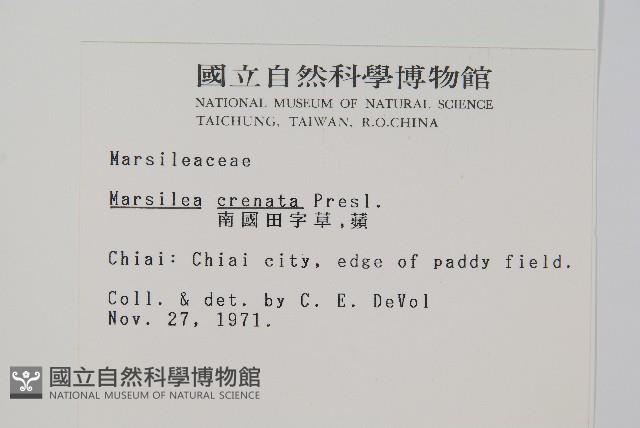 國立自然科學博物館
NATIONAL MUSEUM OF NATURAL SCIENCE
TAICHUNG, TAIWAN, R.O.CHINA
Marsileaceae
Marsilea crenata Presl.
南國田字草,蘋
Chiai: Chiai city, edge of paddy field.
Coll. & det. by C. E. DeVol
Nov. 27, 1971.
國立自然科學博物館
NATIONAL MUSEUM OF NATURAL SCIENCE